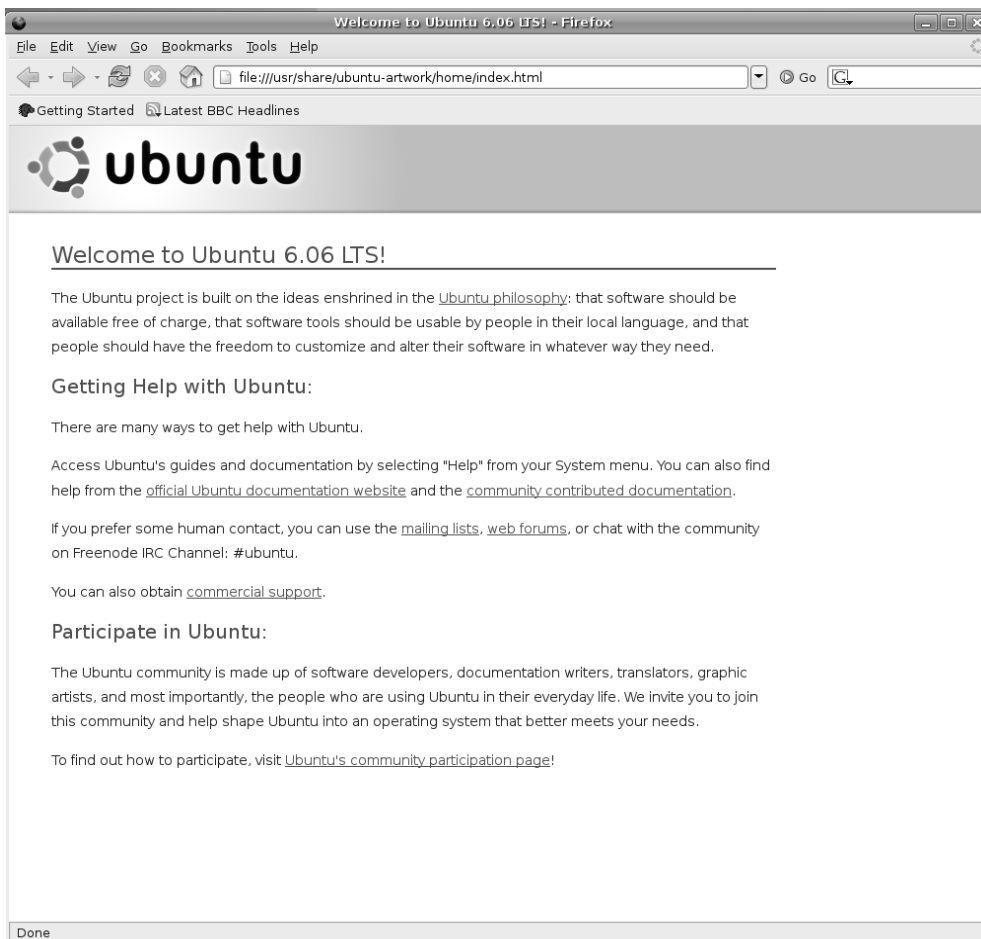 Welcome to Ubuntu 6.06 LTS! - Firefox
File Edit View Go Bookmarks Tools Help
file:///usr/share/ubuntu-artwork/home/index.html Go G
Getting Started Latest BBC Headlines
ubuntu
Welcome to Ubuntu 6.06 LTS!
The Ubuntu project is built on the ideas enshrined in the Ubuntu philosophy: that software should be
available free of charge, that software tools should be usable by people in their local language, and that
people should have the freedom to customize and alter their software in whatever way they need.
Getting Help with Ubuntu:
There are many ways to get help with Ubuntu.
Access Ubuntu's guides and documentation by selecting "Help" from your System menu. You can also find
help from the official Ubuntu documentation website and the community contributed documentation.
If you prefer some human contact, you can use the mailing lists, web forums, or chat with the community
on Freenode IRC Channel: #ubuntu.
You can also obtain commercial support.
Participate in Ubuntu:
The Ubuntu community is made up of software developers, documentation writers, translators, graphic
artists, and most importantly, the people who are using Ubuntu in their everyday life. We invite you to join
this community and help shape Ubuntu into an operating system that better meets your needs.
To find out how to participate, visit Ubuntu's community participation page!
Done